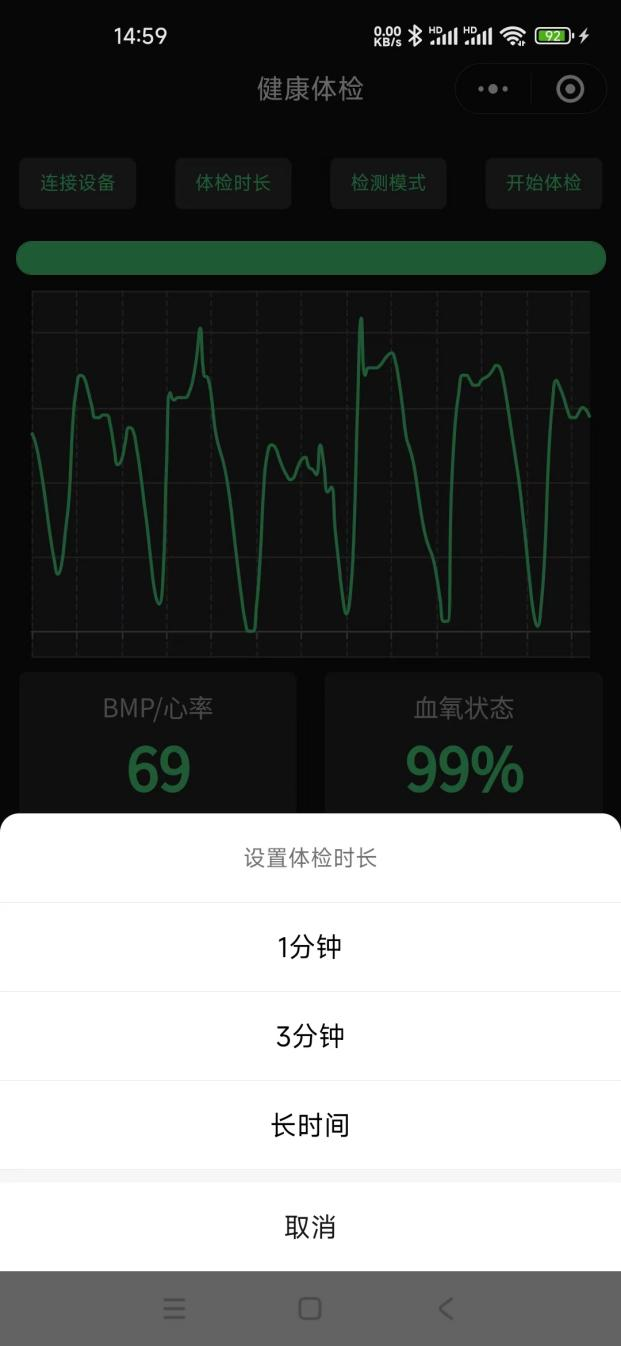 14:59
0.00 KB/s HD HD 92
健康体检
连接设备 体检时长 检测模式 开始体检
BMP/心率 血氧状态
69 99%
设置体检时长
1分钟
3分钟
长时间
取消